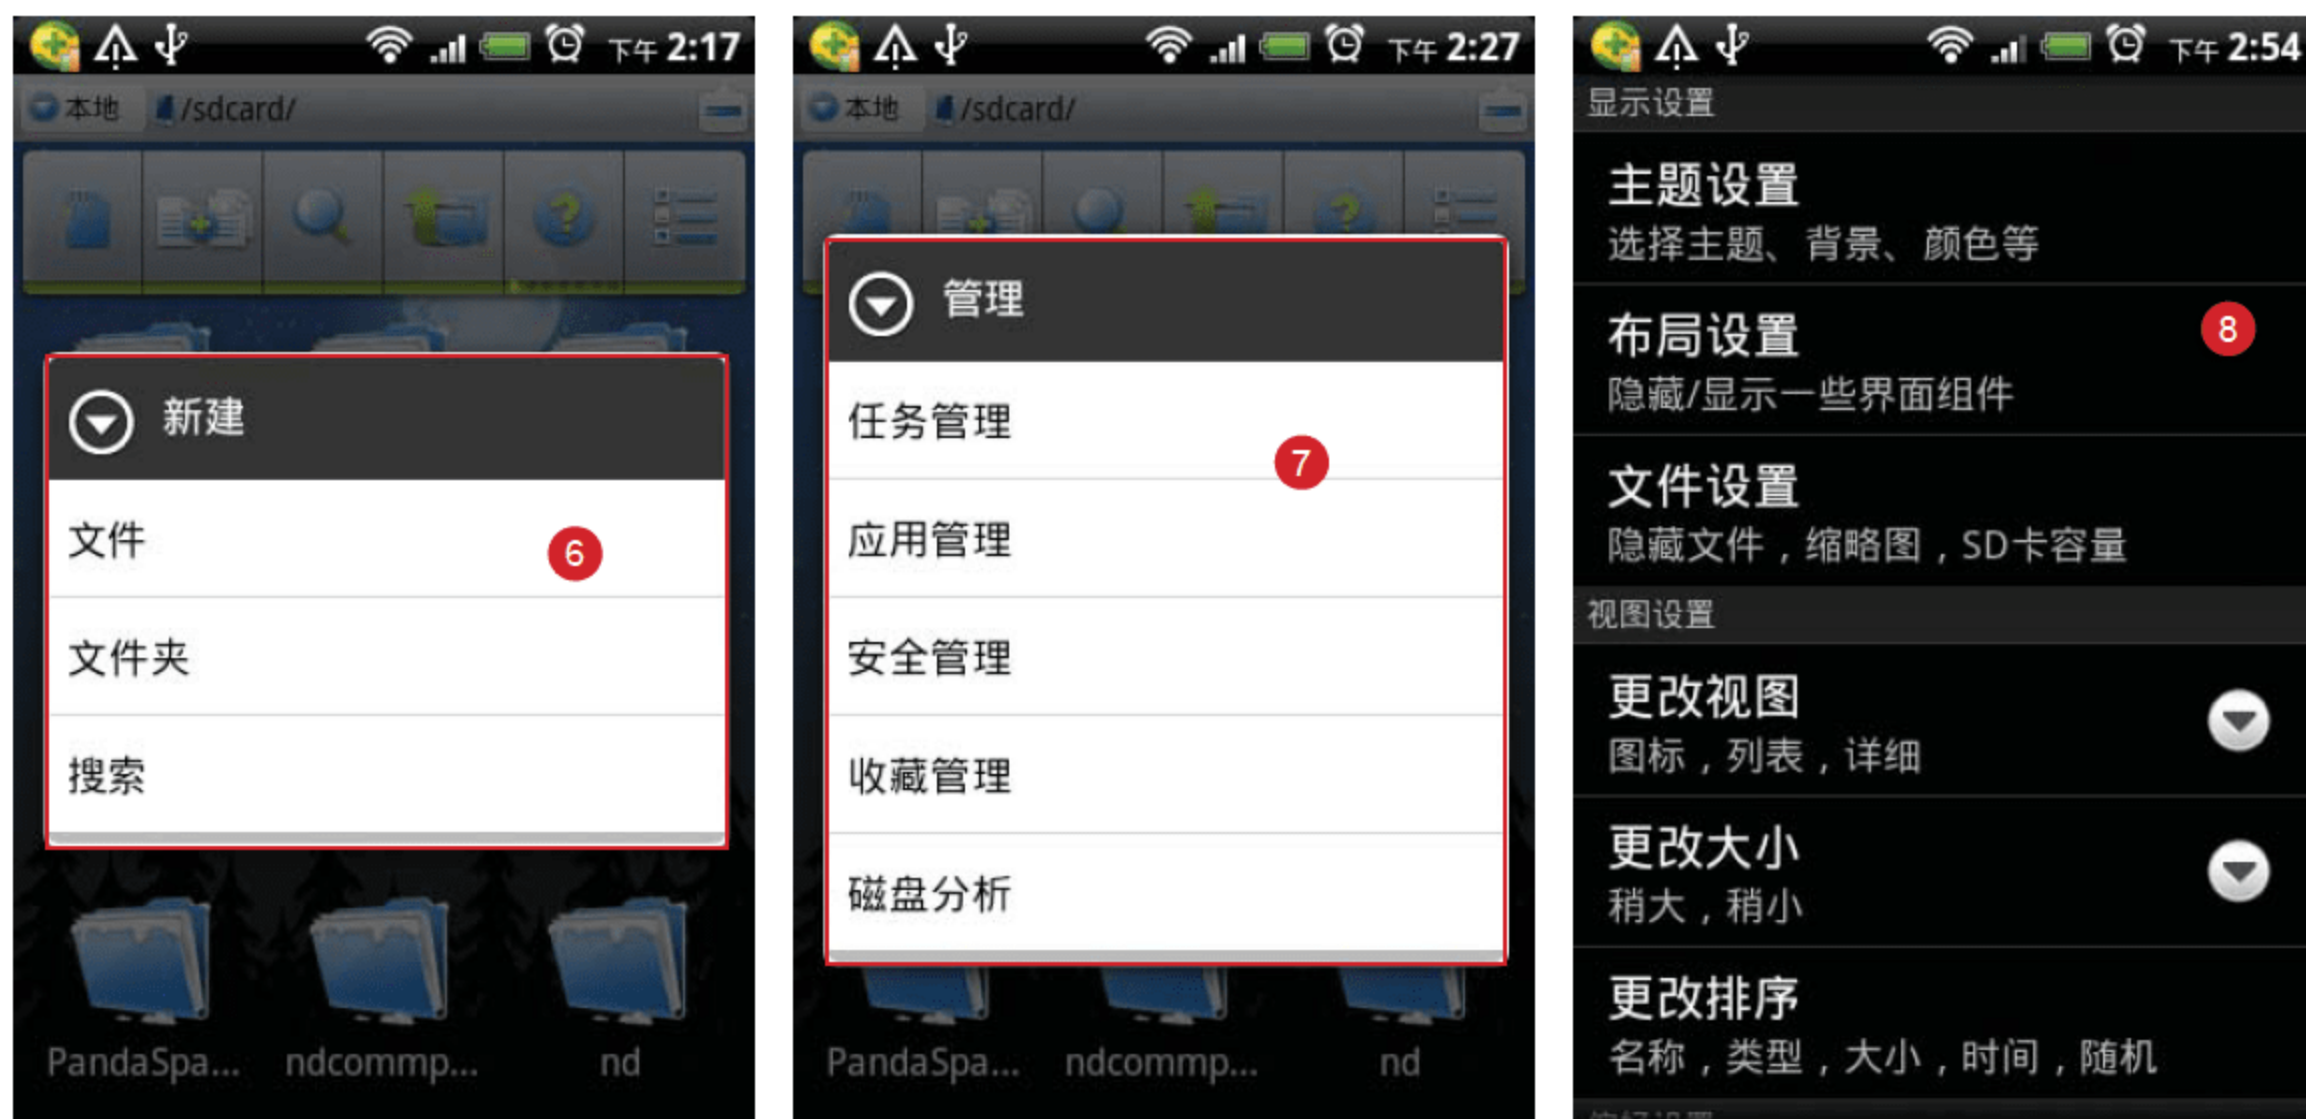 下午 2:17
本地 /sdcard/
新建
文件
6
文件夹
搜索
PandaSpa... ndcommp... nd
下午 2:27
本地 /sdcard/
管理
任务管理
7
应用管理
安全管理
收藏管理
磁盘分析
PandaSpa... ndcommp... nd
下午 2:54
显示设置
主题设置
选择主题、背景、颜色等
布局设置
8
隐藏/显示一些界面组件
文件设置
隐藏文件，缩略图，SD卡容量
视图设置
更改视图
图标，列表，详细
更改大小
稍大，稍小
更改排序
名称，类型，大小，时间，随机